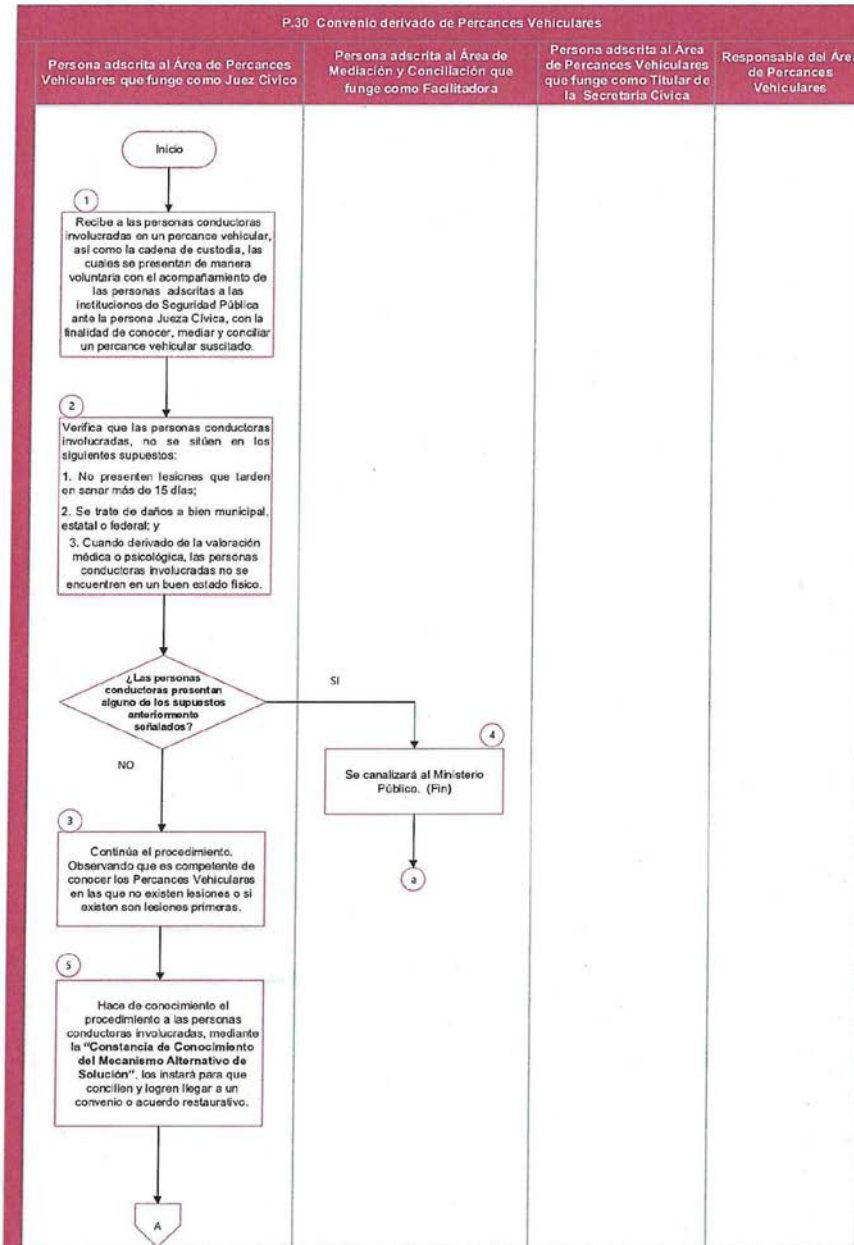 P.30 Convenio derivado de Percances Vehiculares
Persona adscrita al Área de Percances
Vehiculares que funge como Juez Cívico
Persona adscrita al Área de
Mediación y Conciliación que
funge como Facilitadora
Persona adscrita al Área
de Percances Vehiculares
que funge como Titular de
la Secretaria Cívica
Responsable del Área
de Percances
Vehiculares
Inicio
1
Recibe a las personas conductoras
involucradas en un percance vehicular,
así como la cadena de custodia, las
cuales se presentan de manera
voluntaria con el acompañamiento de
las personas adscritas a las
instituciones de Seguridad Pública
ante la persona Jueza Cívica, con la
finalidad de conocer, mediar y conciliar
un percance vehicular suscitado.
2
Verifica que las personas conductoras
involucradas, no se sitúen en los
siguientes supuestos:
1. No presenten lesiones que tarden
en sanar más de 15 días;
2. Se trate de daños a bien municipal,
estatal o federal; y
3. Cuando derivado de la valoración
médica o psicológica, las personas
conductoras involucradas no se
encuentren en un buen estado físico.
¿Las personas
conductoras presentan
alguno de los supuestos
anteriormente
señalados?
SI
NO
4
Se canalizará al Ministerio
Público. (Fin)
a
3
Continúa el procedimiento.
Observando que es competente de
conocer los Percances Vehiculares
en las que no existen lesiones o si
existen son lesiones primeras.
5
Hace de conocimiento el
procedimiento a las personas
conductoras involucradas, mediante
la "Constancia de Conocimiento
del Mecanismo Alternativo de
Solución", los instará para que
concilien y logren llegar a un
convenio o acuerdo restaurativo.
A